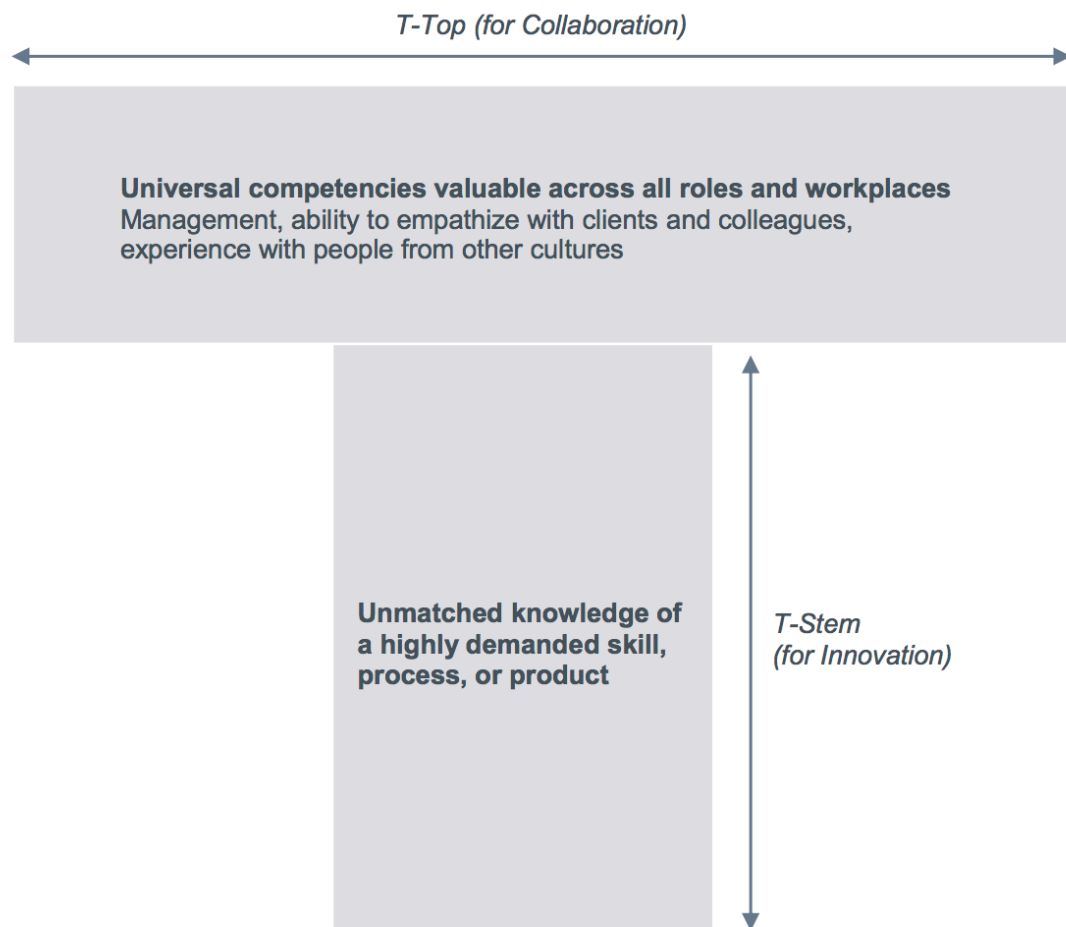 T-Top (for Collaboration)
Universal competencies valuable across all roles and workplaces
Management, ability to empathize with clients and colleagues,
experience with people from other cultures
Unmatched knowledge of
a highly demanded skill,
process, or product
T-Stem
(for Innovation)